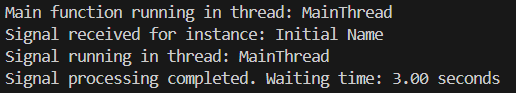 Main function running in thread: MainThread
Signal received for instance: Initial Name
Signal running in thread: MainThread
Signal processing completed. Waiting time: 3.00 seconds